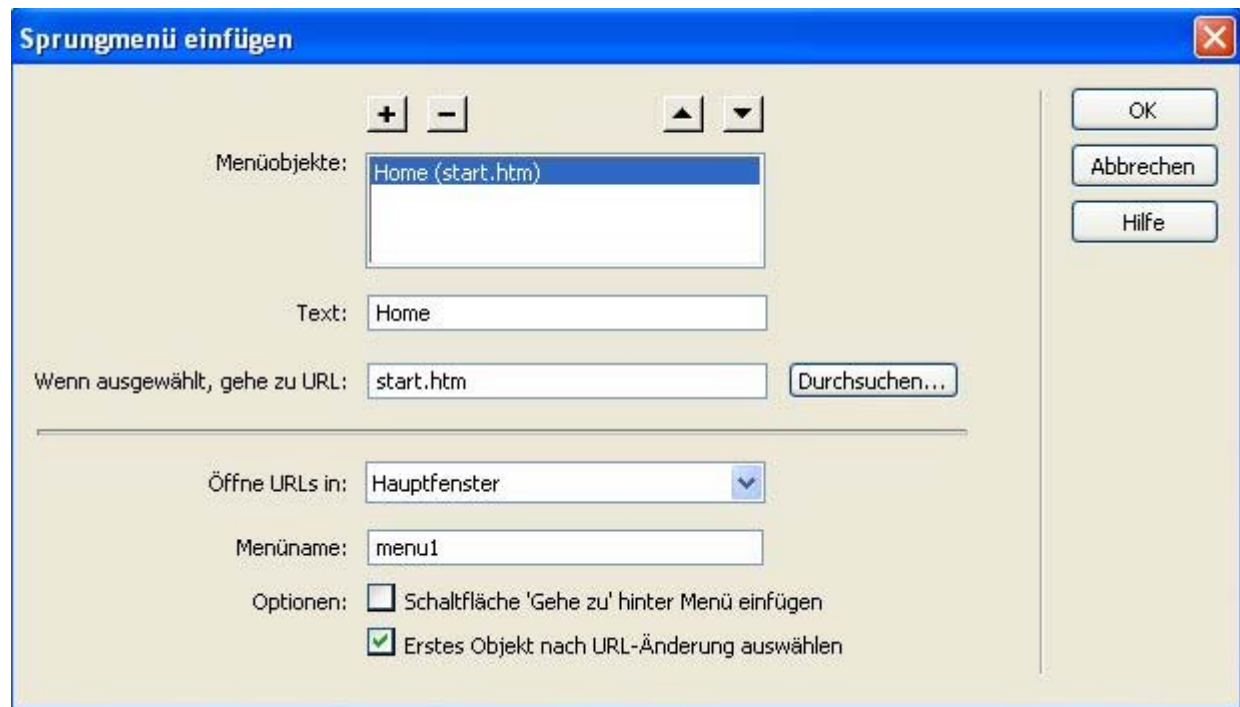 Sprungmenü einfügen
OK
Menüobjekte:
Home (start.htm)
Abbrechen
Hilfe
Text:
Home
Wenn ausgewählt, gehe zu URL:
start.htm
Durchsuchen...
Öffne URLs in:
Hauptfenster
Menüname:
menu1
Optionen:
Schaltfläche 'Gehe zu' hinter Menü einfügen
Erstes Objekt nach URL-Änderung auswählen